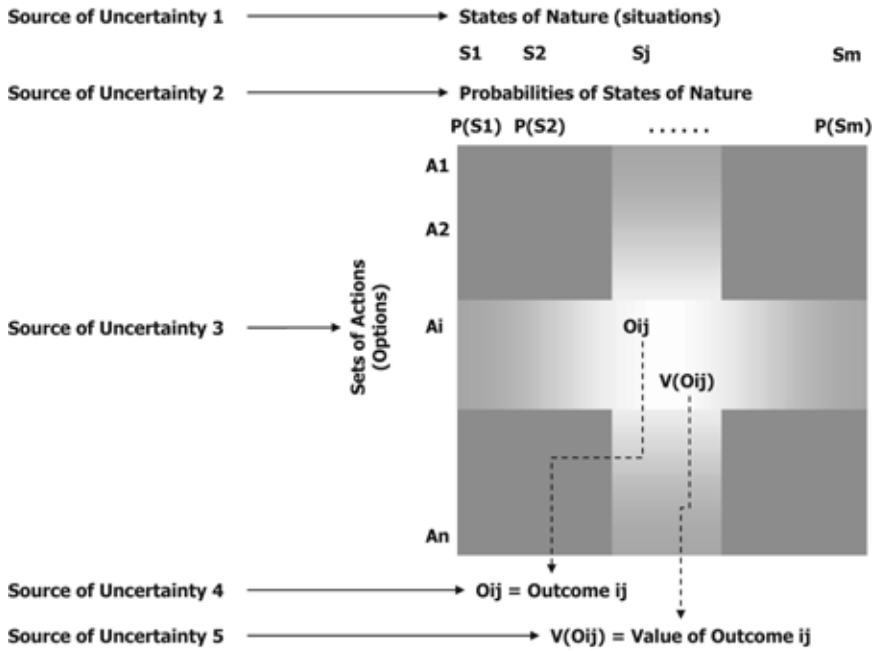 Source of Uncertainty 1 States of Nature (situations)
S1 S2 Sj Sm
Source of Uncertainty 2 Probabilities of States of Nature
P(S1) P(S2) ...... P(Sm)
A1
A2
Source of Uncertainty 3 Sets of Actions
(Options)
Ai Oij
V(Oij)
An
Source of Uncertainty 4 Oij = Outcome ij
Source of Uncertainty 5 V(Oij) = Value of Outcome ij